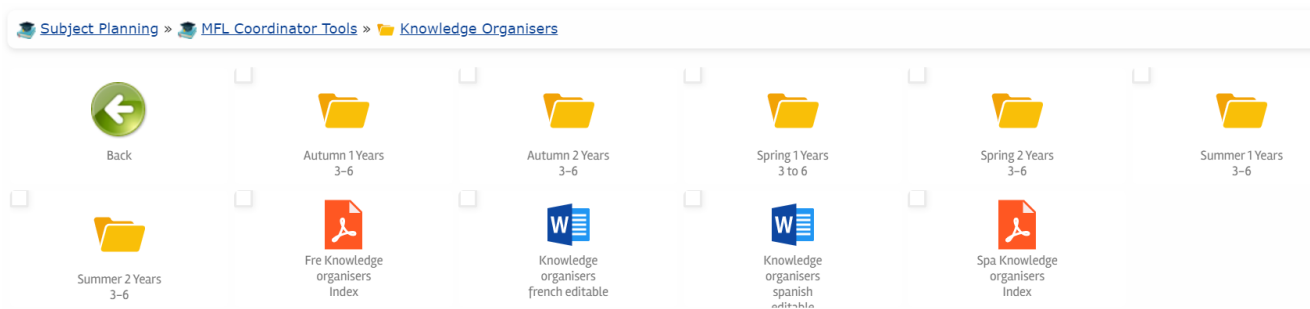 Subject Planning » MFL Coordinator Tools » Knowledge Organisers
Back
Autumn 1 Years
3–6
Autumn 2 Years
3–6
Spring 1 Years
3 to 6
Spring 2 Years
3–6
Summer 1 Years
3–6
Summer 2 Years
3–6
Fre Knowledge
organisers
Index
W
Knowledge
organisers
french editable
W
Knowledge
organisers
spanish
editable
Spa Knowledge
organisers
Index